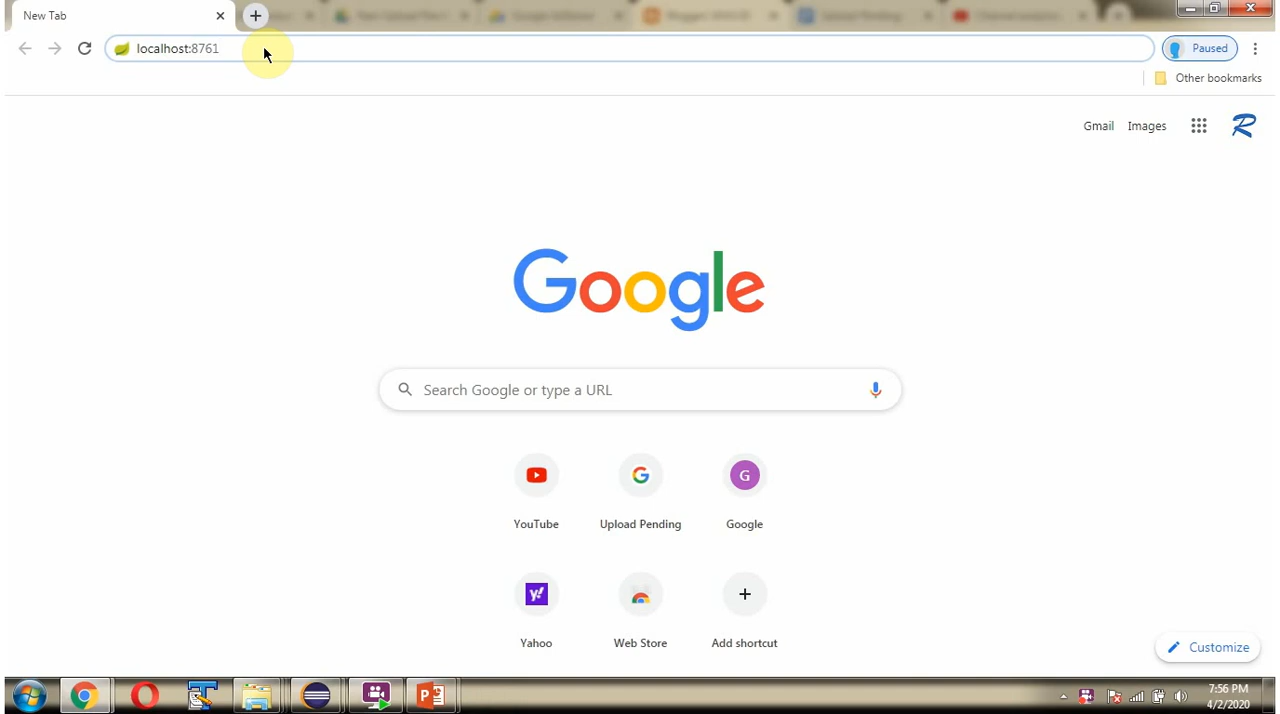 New Tab
localhost:8761
Paused
Other bookmarks
Gmail Images
Google
Search Google or type a URL
G
YouTube Upload Pending Google
Yahoo Web Store Add shortcut
Customize
7:56 PM
4/2/2020